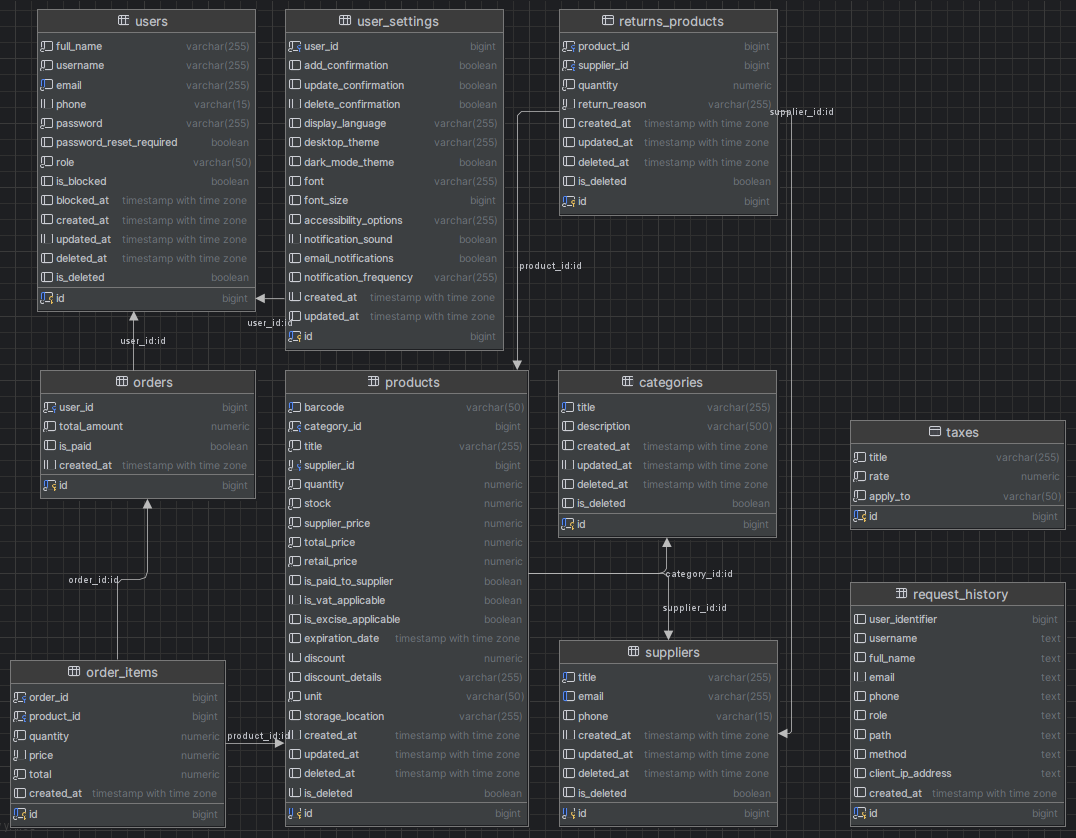 users
full_name varchar(255)
username varchar(255)
email varchar(255)
phone varchar(15)
password varchar(255)
password_reset_required boolean
role varchar(50)
is_blocked boolean
blocked_at timestamp with time zone
created_at timestamp with time zone
updated_at timestamp with time zone
deleted_at timestamp with time zone
is_deleted boolean
id bigint
user_settings
user_id bigint
add_confirmation boolean
update_confirmation boolean
delete_confirmation boolean
display_language varchar(255)
desktop_theme varchar(255)
dark_mode_theme boolean
font varchar(255)
font_size bigint
accessibility_options varchar(255)
notification_sound boolean
email_notifications boolean
notification_frequency varchar(255)
created_at timestamp with time zone
updated_at timestamp with time zone
id bigint
returns_products
product_id bigint
supplier_id bigint
quantity numeric
return_reason varchar(255)
created_at timestamp with time zone
updated_at timestamp with time zone
deleted_at timestamp with time zone
is_deleted boolean
id bigint
supplier_id:id
product_id:id
user_id:id
user_id:id
orders
user_id bigint
total_amount numeric
is_paid boolean
created_at timestamp with time zone
id bigint
products
barcode varchar(50)
category_id bigint
title varchar(255)
supplier_id bigint
quantity numeric
stock numeric
supplier_price numeric
total_price numeric
retail_price numeric
is_paid_to_supplier boolean
is_vat_applicable boolean
is_excise_applicable boolean
expiration_date timestamp with time zone
discount numeric
discount_details varchar(255)
unit varchar(50)
storage_location varchar(255)
created_at timestamp with time zone
updated_at timestamp with time zone
deleted_at timestamp with time zone
is_deleted boolean
id bigint
categories
title varchar(255)
description varchar(500)
created_at timestamp with time zone
updated_at timestamp with time zone
deleted_at timestamp with time zone
is_deleted boolean
id bigint
taxes
title varchar(255)
rate numeric
apply_to varchar(50)
id bigint
order_id:id
category_id:id
supplier_id:id
order_items
order_id bigint
product_id bigint
quantity numeric
price numeric
total numeric
created_at timestamp with time zone
id bigint
product_id:id
suppliers
title varchar(255)
email varchar(255)
phone varchar(15)
created_at timestamp with time zone
updated_at timestamp with time zone
deleted_at timestamp with time zone
is_deleted boolean
id bigint
request_history
user_identifier bigint
username text
full_name text
email text
phone text
role text
path text
method text
client_ip_address text
created_at timestamp with time zone
id bigint